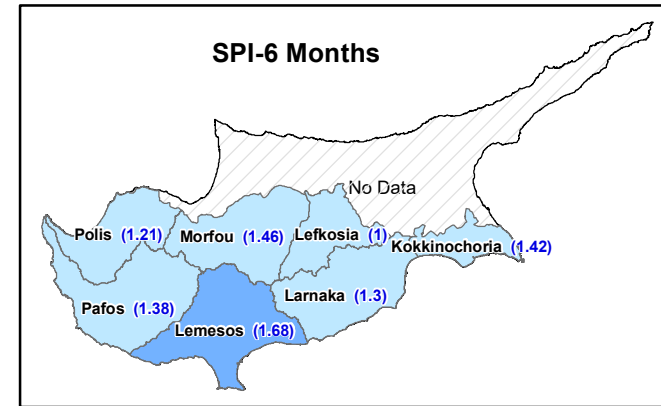 SPI-6 Months
No Data
Polis (1.21)
Morfou (1.46)
Lefkosia (1)
Kokkinochoria (1.42)
Pafos (1.38)
Larnaka (1.3)
Lemesos (1.68)